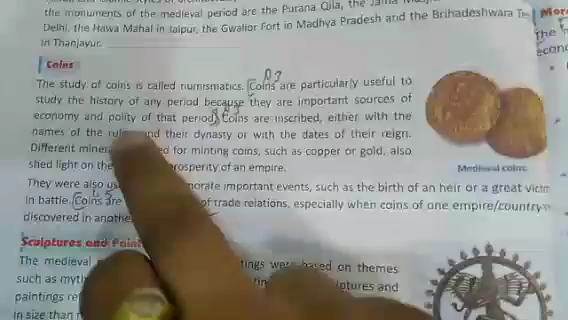 the monuments of the medieval period are the Purana Qila, the Jama
Delhi, the Hawa Mahal in Jaipur, the Gwalior Fort in Madhya Pradesh and the Brihadeshwara
in Thanjavur.
Coins
The study of coins is called numismatics. Coins are particularly useful to
study the history of any period because they are important sources of
economy and polity of that period. Coins are inscribed, either with the
names of the and their dynasty or with the dates of their reign.
Different for minting coins, such as copper or gold, also
shed light on the prosperity of an empire.
Medieval coins
They were also important events, such as the birth of an heir or a great
in battle. Coins are of trade relations, especially when coins of one empire/country
discovered in
Sculptures and
The medieval were based on themes
such as and
paintings
in size than
The